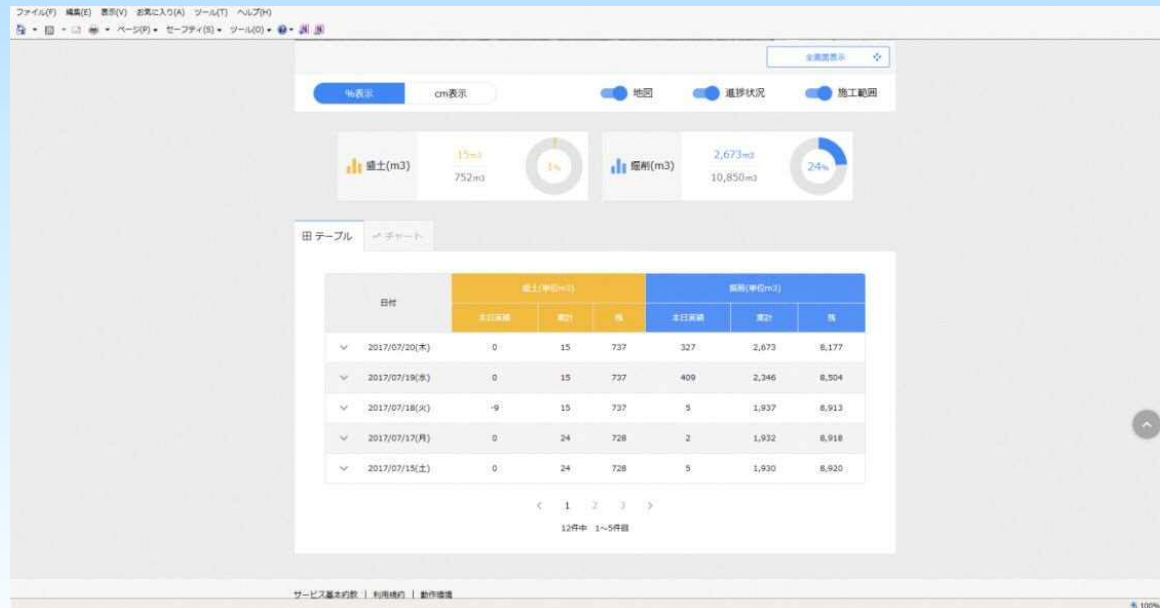 ファイル(F) 編集(E) 表示(V) お気に入り(A) ツール(T) ヘルプ(H)
ページ(P) セーフティ(S) ツール(O)
全画面表示
%表示 cm表示 地図 進捗状況 施工範囲
盛土(m3) 15m3 752m3 1% 掘削(m3) 2,673m3 10,850m3 24%
テーブル チャート
日付 盛土(単位m3) 掘削(単位m3)
本日実績 累計 残 本日実績 累計 残
2017/07/20(木) 0 15 737 327 2,673 8,177
2017/07/19(水) 0 15 737 409 2,346 8,504
2017/07/18(火) -9 15 737 5 1,937 8,913
2017/07/17(月) 0 24 728 2 1,932 8,918
2017/07/15(土) 0 24 728 5 1,930 8,920
1 2 3
12件中 1～5件目
サービス基本約款 | 利用規約 | 動作環境
100%